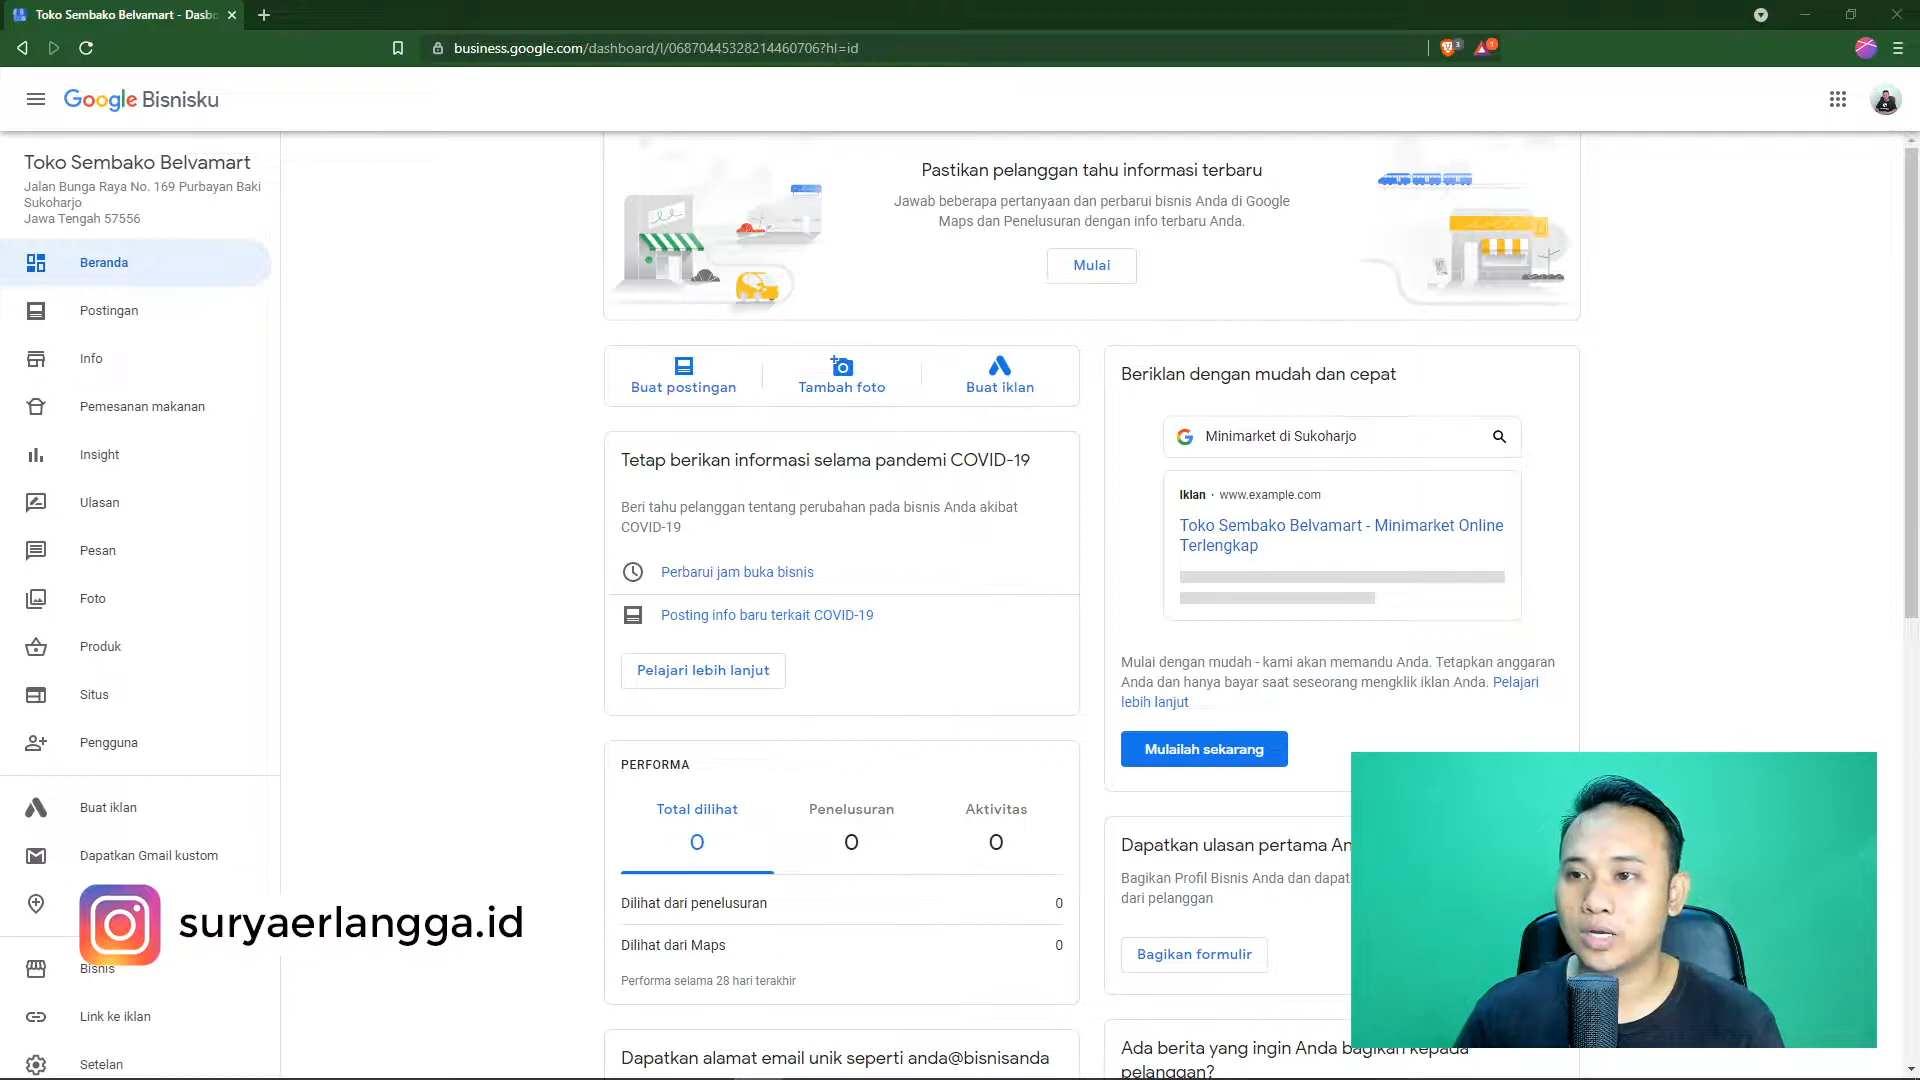 Toko Sembako Belvamart - Dasbo
business.google.com/dashboard/l/06870445328214460706?hl=id
3
1
Google Bisnisku
Toko Sembako Belvamart
Jalan Bunga Raya No. 169 Purbayan Baki
Sukoharjo
Jawa Tengah 57556
Beranda
Postingan
Info
Pemesanan makanan
Insight
Ulasan
Pesan
Foto
Produk
Situs
Pengguna
Buat iklan
Dapatkan Gmail kustom
suryaerlangga.id
Bisnis
Link ke iklan
Setelan
Pastikan pelanggan tahu informasi terbaru
Jawab beberapa pertanyaan dan perbarui bisnis Anda di Google
Maps dan Penelusuran dengan info terbaru Anda.
Mulai
Buat postingan
Tambah foto
Buat iklan
Tetap berikan informasi selama pandemi COVID-19
Beri tahu pelanggan tentang perubahan pada bisnis Anda akibat
COVID-19
Perbarui jam buka bisnis
Posting info baru terkait COVID-19
Pelajari lebih lanjut
PERFORMA
Total dilihat
Penelusuran
Aktivitas
0
0
0
Dilihat dari penelusuran 0
Dilihat dari Maps 0
Performa selama 28 hari terakhir
Dapatkan alamat email unik seperti anda@bisnisanda
Beriklan dengan mudah dan cepat
Minimarket di Sukoharjo
Iklan · www.example.com
Toko Sembako Belvamart - Minimarket Online
Terlengkap
Mulai dengan mudah - kami akan memandu Anda. Tetapkan anggaran
Anda dan hanya bayar saat seseorang mengklik iklan Anda. Pelajari
lebih lanjut
Mulailah sekarang
Dapatkan ulasan pertama An
Bagikan Profil Bisnis Anda dan dapat
dari pelanggan
Bagikan formulir
Ada berita yang ingin Anda bagikan kepada
pelanggan?